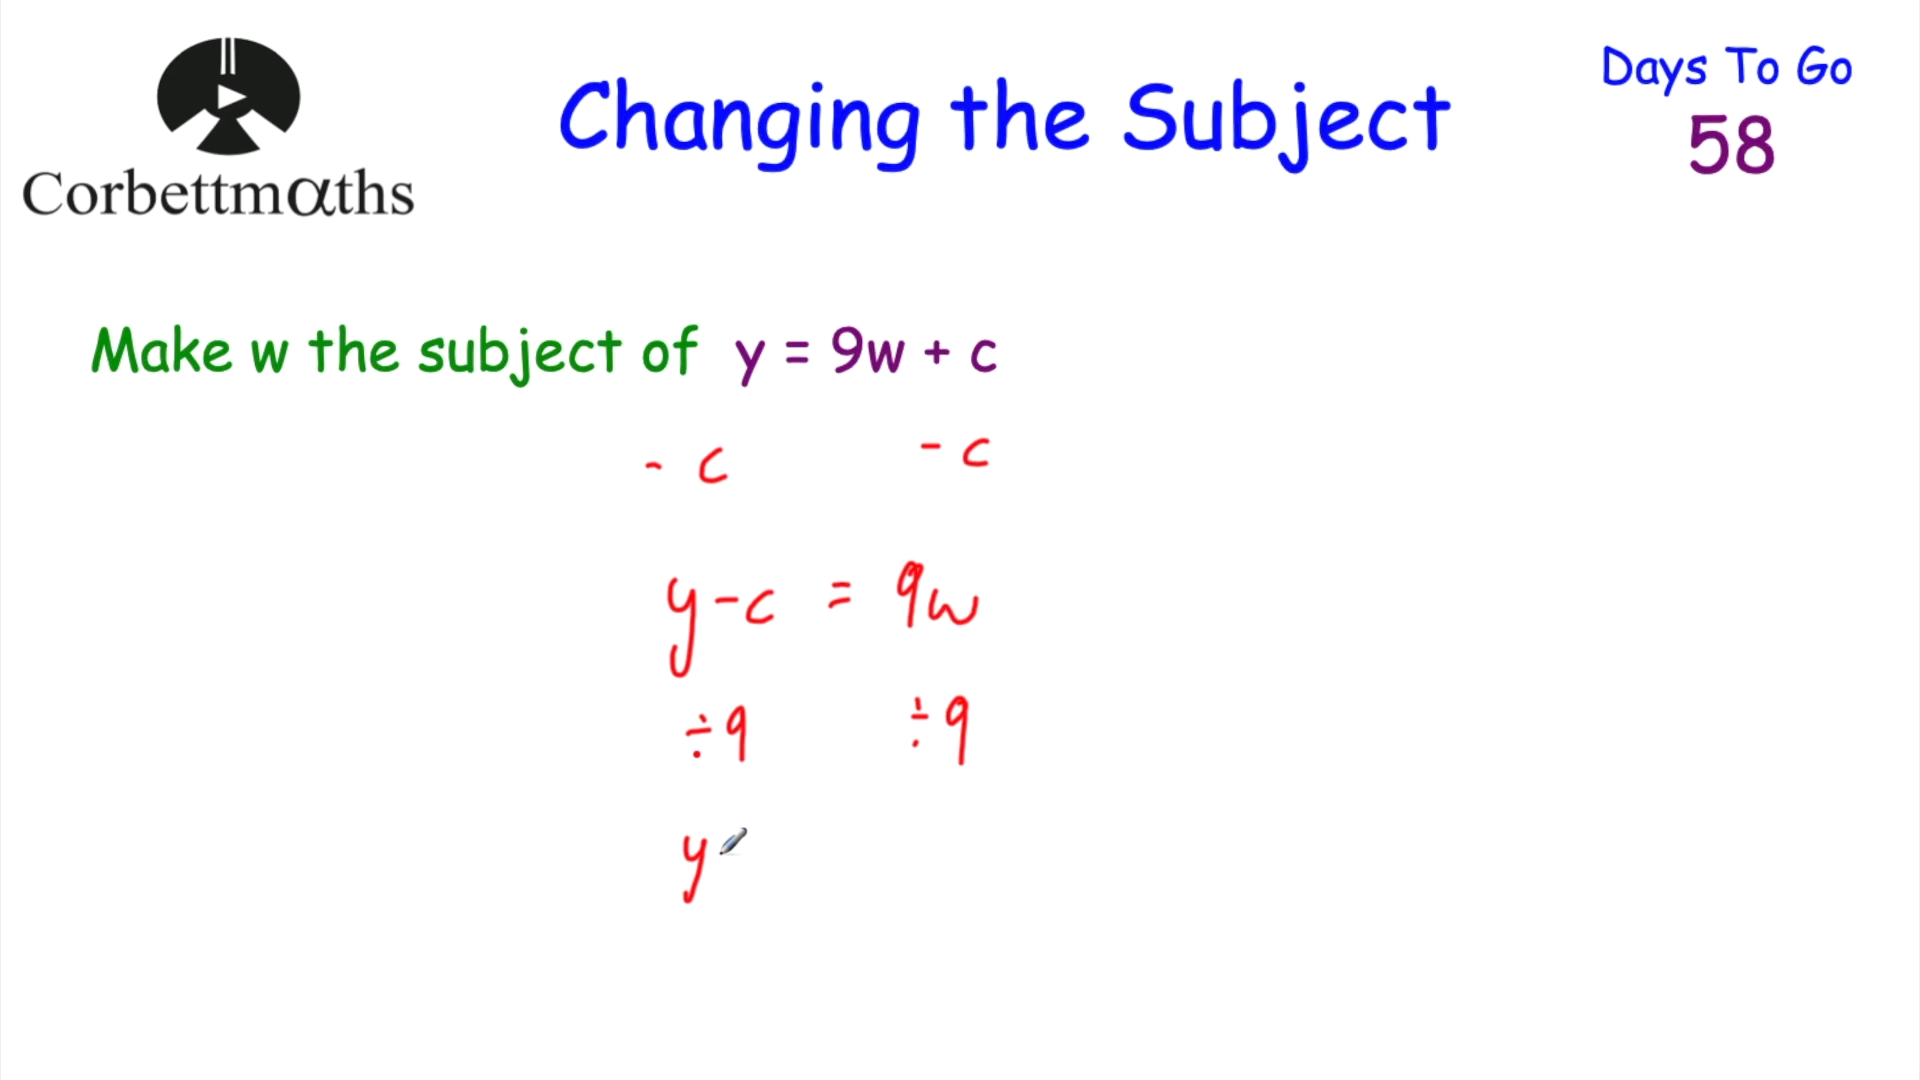 Corbettmαths
Changing the Subject
Days To Go
58
Make w the subject of y = 9w + c
- c - c
y - c = 9w
÷ 9 ÷ 9
y